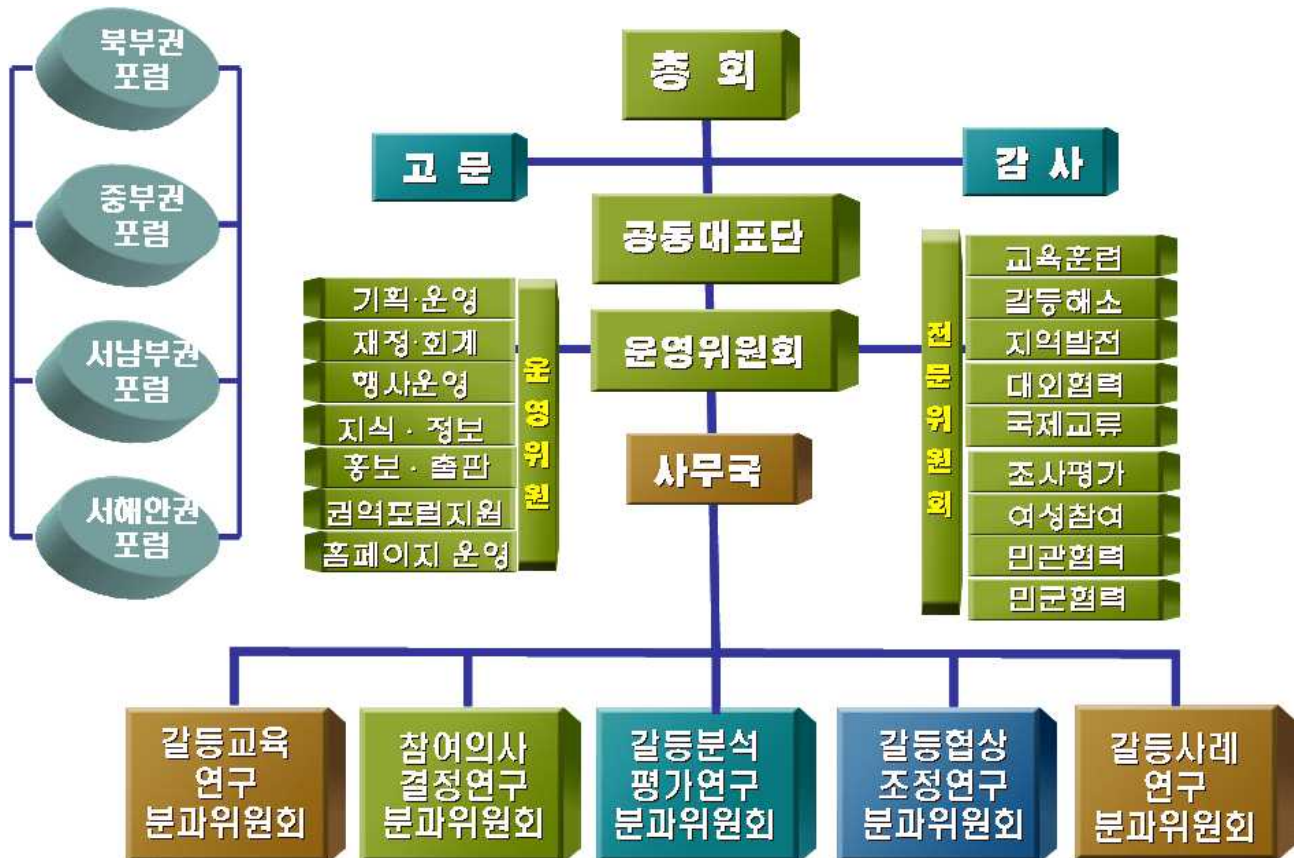 북부권
포럼
중부권
포럼
서남부권
포럼
서해안권
포럼
총 회
고 문
감 사
공동대표단
운영위원회
사무국
기획·운영
재정·회계
행사운영
지식 · 정보
홍보 · 출판
권역포럼지원
홈페이지 운영
운영위원
전문위원회
교육훈련
갈등해소
지역발전
대외협력
국제교류
조사평가
여성참여
민관협력
민군협력
갈등교육
연구
분과위원회
참여의사
결정연구
분과위원회
갈등분석
평가연구
분과위원회
갈등협상
조정연구
분과위원회
갈등사례
연구
분과위원회